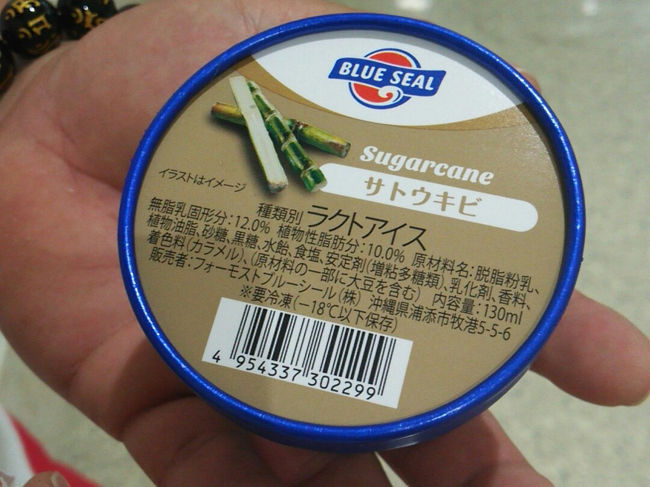 BLUE SEAL
Sugarcane
サトウキビ
イラストはイメージ
種類別 ラクトアイス
無脂乳固形分:12.0% 植物性脂肪分:10.0% 原材料名:脱脂粉乳、
植物油脂、砂糖、黒糖、水飴、食塩、安定剤(増粘多糖類)、乳化剤、香料、
着色料(カラメル)、(原材料の一部に大豆を含む) 内容量:130ml
販売者:フォーモストブルーシール(株) 沖縄県浦添市牧港5-5-6
※要冷凍(−18℃以下保存)
4 954337 302299